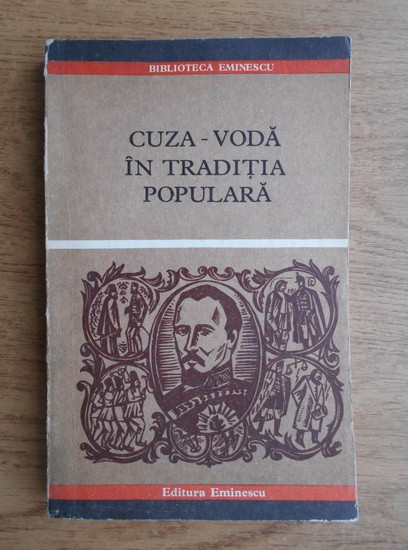 BIBLIOTECA EMINESCU
CUZA - VODĂ
ÎN TRADIȚIA
POPULARĂ
Editura Eminescu